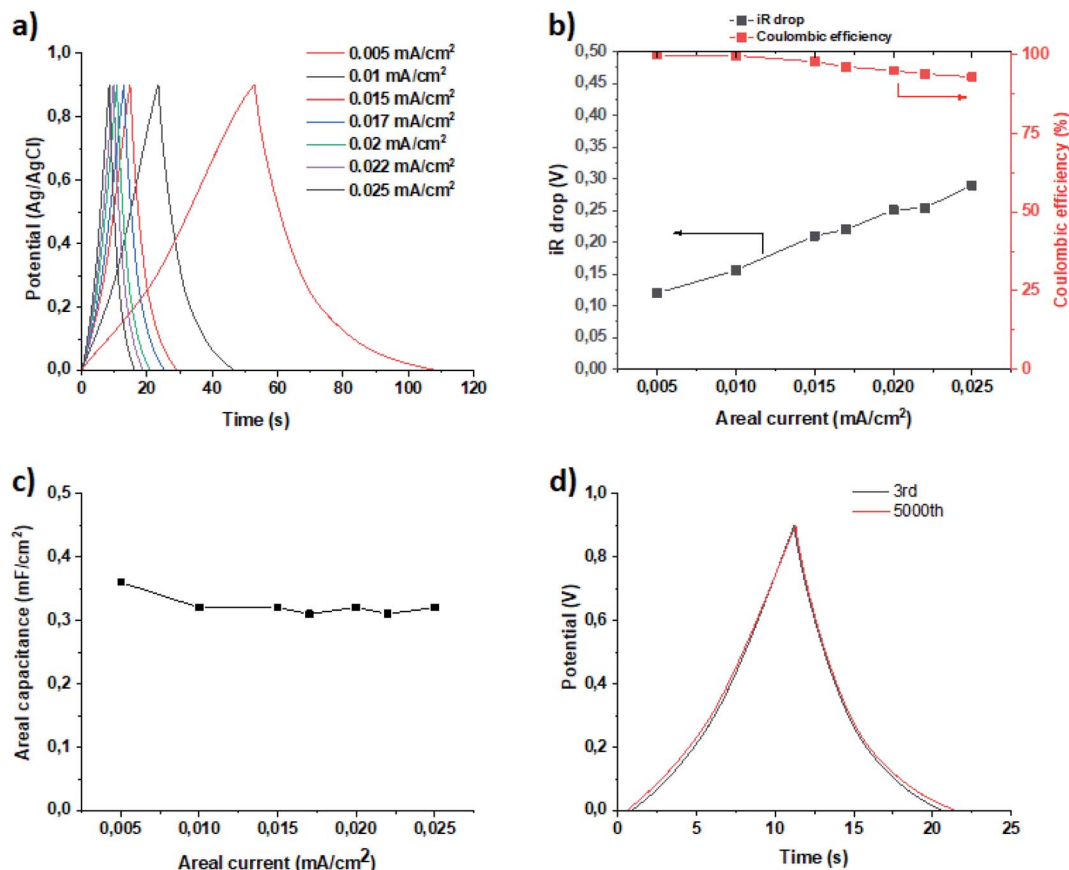 a)
1,0
0,8
0,6
0,4
0,2
0,0
0 20 40 60 80 100 120
Potential (Ag/AgCl)
Time (s)
0.005 mA/cm²
0.01 mA/cm²
0.015 mA/cm²
0.017 mA/cm²
0.02 mA/cm²
0.022 mA/cm²
0.025 mA/cm²
b)
iR drop
Coulombic efficiency
0,50
0,45
0,40
0,35
0,30
0,25
0,20
0,15
0,10
0,05
0,00
iR drop (V)
100
75
50
25
0
Coulombic efficiency (%)
0,005 0,010 0,015 0,020 0,025
Areal current (mA/cm²)
c)
0,5
0,4
0,3
0,2
0,1
0,0
Areal capacitance (mF/cm²)
0,005 0,010 0,015 0,020 0,025
Areal current (mA/cm²)
d)
3rd
5000th
1,0
0,8
0,6
0,4
0,2
0,0
Potential (V)
0 5 10 15 20 25
Time (s)